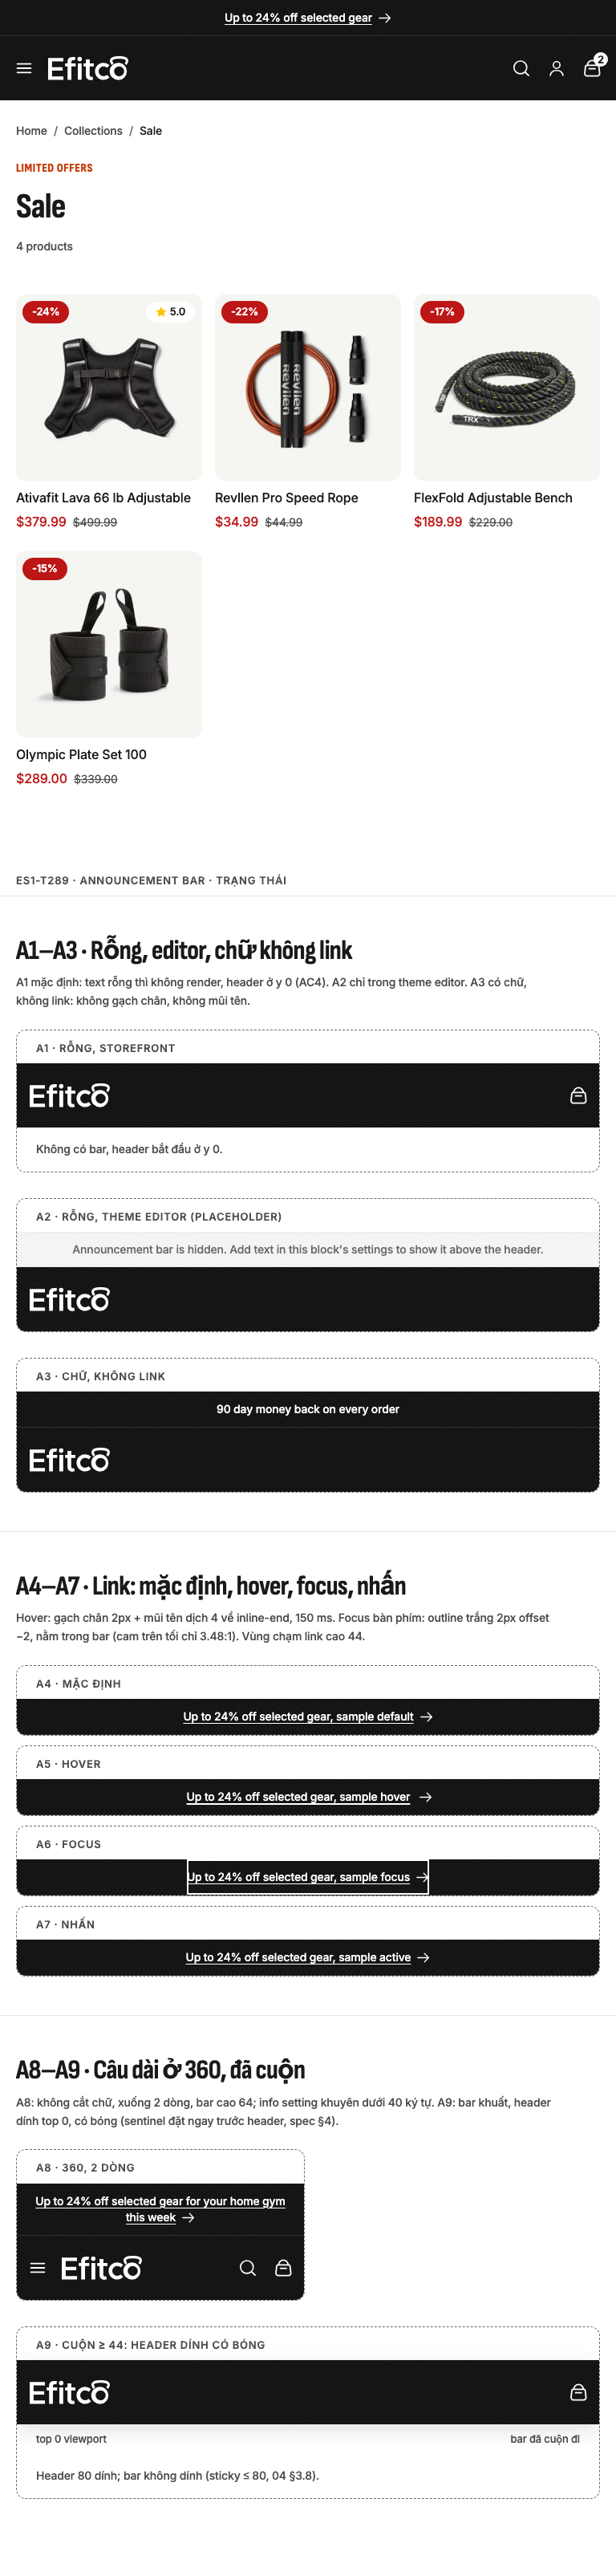 Up to 24% off selected gear →
Efitco
2
Home / Collections / Sale
LIMITED OFFERS
Sale
4 products
-24%
5.0
-22%
Revllen
Revllen
-17%
TRX
Ativafit Lava 66 lb Adjustable
$379.99 $499.99
Revllen Pro Speed Rope
$34.99 $44.99
FlexFold Adjustable Bench
$189.99 $229.00
-15%
Olympic Plate Set 100
$289.00 $339.00
ES1-T289 · ANNOUNCEMENT BAR · TRẠNG THÁI
A1–A3 · Rỗng, editor, chữ không link
A1 mặc định: text rỗng thì không render, header ở y 0 (AC4). A2 chỉ trong theme editor. A3 có chữ,
không link: không gạch chân, không mũi tên.
A1 · RỖNG, STOREFRONT
Efitco
Không có bar, header bắt đầu ở y 0.
A2 · RỖNG, THEME EDITOR (PLACEHOLDER)
Announcement bar is hidden. Add text in this block's settings to show it above the header.
Efitco
A3 · CHỮ, KHÔNG LINK
90 day money back on every order
Efitco
A4–A7 · Link: mặc định, hover, focus, nhấn
Hover: gạch chân 2px + mũi tên dịch 4 về inline-end, 150 ms. Focus bàn phím: outline trắng 2px offset
−2, nằm trong bar (cam trên tối chỉ 3.48:1). Vùng chạm link cao 44.
A4 · MẶC ĐỊNH
Up to 24% off selected gear, sample default →
A5 · HOVER
Up to 24% off selected gear, sample hover →
A6 · FOCUS
Up to 24% off selected gear, sample focus →
A7 · NHẤN
Up to 24% off selected gear, sample active →
A8–A9 · Câu dài ở 360, đã cuộn
A8: không cắt chữ, xuống 2 dòng, bar cao 64; info setting khuyên dưới 40 ký tự. A9: bar khuất, header
dính top 0, có bóng (sentinel đặt ngay trước header, spec §4).
A8 · 360, 2 DÒNG
Up to 24% off selected gear for your home gym
this week →
Efitco
A9 · CUỘN ≥ 44: HEADER DÍNH CÓ BÓNG
Efitco
top 0 viewport
bar đã cuộn đi
Header 80 dính; bar không dính (sticky ≤ 80, 04 §3.8).